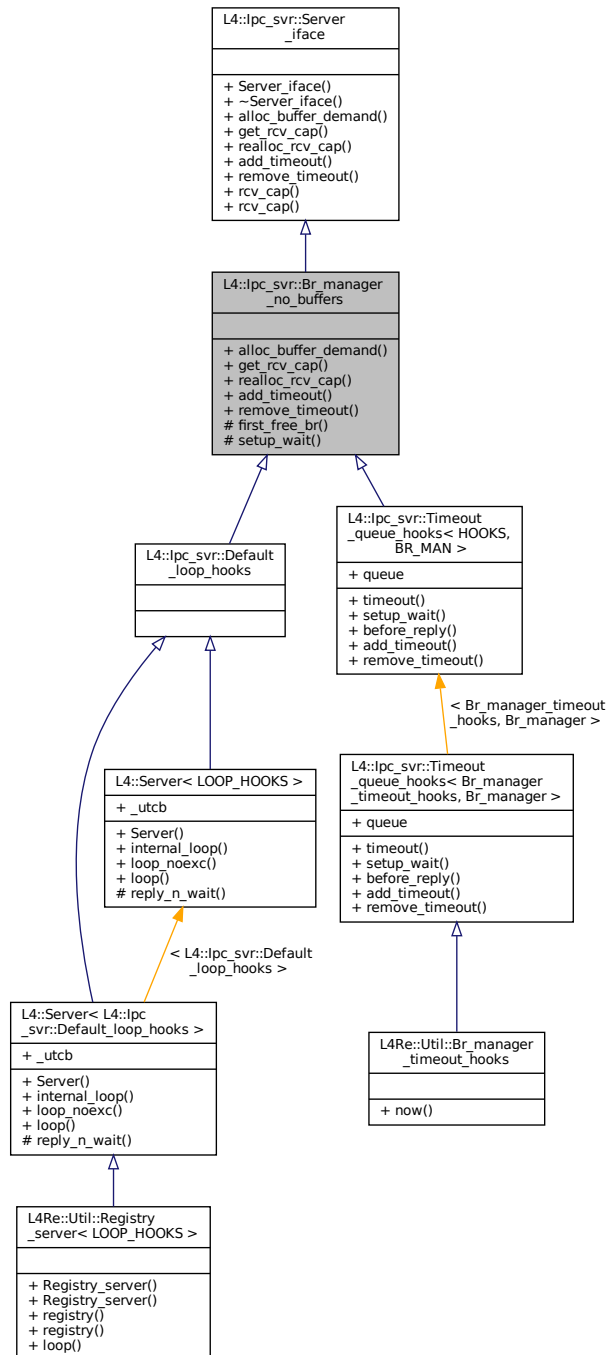 L4::Ipc_svr::Server
_iface
+ Server_iface()
+ ~Server_iface()
+ alloc_buffer_demand()
+ get_rcv_cap()
+ realloc_rcv_cap()
+ add_timeout()
+ remove_timeout()
+ rcv_cap()
+ rcv_cap()
L4::Ipc_svr::Br_manager
_no_buffers
+ alloc_buffer_demand()
+ get_rcv_cap()
+ realloc_rcv_cap()
+ add_timeout()
+ remove_timeout()
# first_free_br()
# setup_wait()
L4::Ipc_svr::Default
_loop_hooks
L4::Ipc_svr::Timeout
_queue_hooks< HOOKS,
BR_MAN >
+ queue
+ timeout()
+ setup_wait()
+ before_reply()
+ add_timeout()
+ remove_timeout()
< Br_manager_timeout
_hooks, Br_manager >
L4::Server< LOOP_HOOKS >
+ _utcb
+ Server()
+ internal_loop()
+ loop_noexc()
+ loop()
# reply_n_wait()
L4::Ipc_svr::Timeout
_queue_hooks< Br_manager
_timeout_hooks, Br_manager >
+ queue
+ timeout()
+ setup_wait()
+ before_reply()
+ add_timeout()
+ remove_timeout()
< L4::Ipc_svr::Default
_loop_hooks >
L4::Server< L4::Ipc
_svr::Default_loop_hooks >
+ _utcb
+ Server()
+ internal_loop()
+ loop_noexc()
+ loop()
# reply_n_wait()
L4Re::Util::Br_manager
_timeout_hooks
+ now()
L4Re::Util::Registry
_server< LOOP_HOOKS >
+ Registry_server()
+ Registry_server()
+ registry()
+ registry()
+ loop()